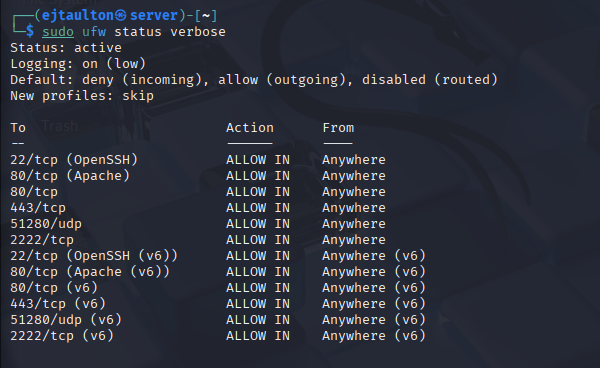 ┌──(ejtaulton㉿server)-[~]
└─$ sudo ufw status verbose
Status: active
Logging: on (low)
Default: deny (incoming), allow (outgoing), disabled (routed)
New profiles: skip
Trash
To                         Action      From
--                         ------      ----
22/tcp (OpenSSH)           ALLOW IN    Anywhere
80/tcp (Apache)            ALLOW IN    Anywhere
80/tcp                     ALLOW IN    Anywhere
443/tcp                    ALLOW IN    Anywhere
51280/udp                  ALLOW IN    Anywhere
2222/tcp                   ALLOW IN    Anywhere
22/tcp (OpenSSH (v6))      ALLOW IN    Anywhere (v6)
80/tcp (Apache (v6))       ALLOW IN    Anywhere (v6)
80/tcp (v6)                ALLOW IN    Anywhere (v6)
443/tcp (v6)               ALLOW IN    Anywhere (v6)
51280/udp (v6)             ALLOW IN    Anywhere (v6)
2222/tcp (v6)              ALLOW IN    Anywhere (v6)